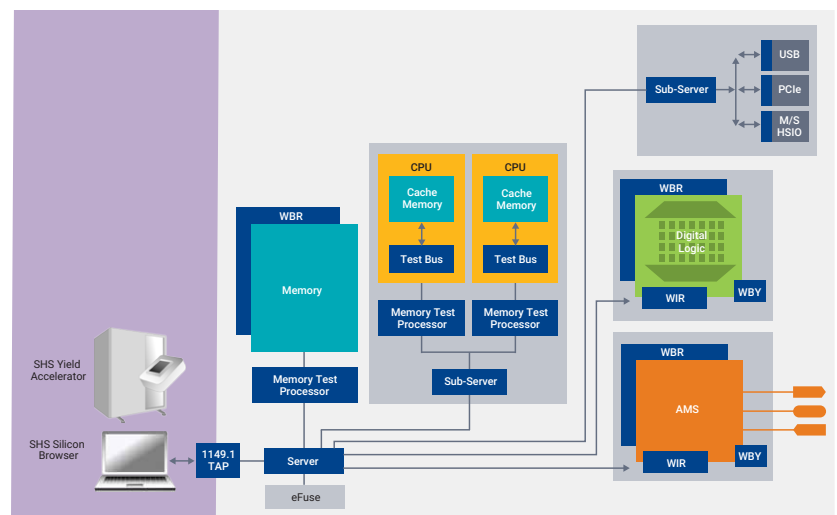 USB
Sub-Server
PCIe
M/S
HSIO
CPU
CPU
Cache
Memory
Cache
Memory
Test Bus
Test Bus
Memory Test
Processor
Memory Test
Processor
Sub-Server
WBR
Memory
Memory Test
Processor
WBR
Digital
Logic
WIR
WBY
WBR
AMS
WIR
WBY
SHS Yield
Accelerator
SHS Silicon
Browser
1149.1
TAP
Server
eFuse